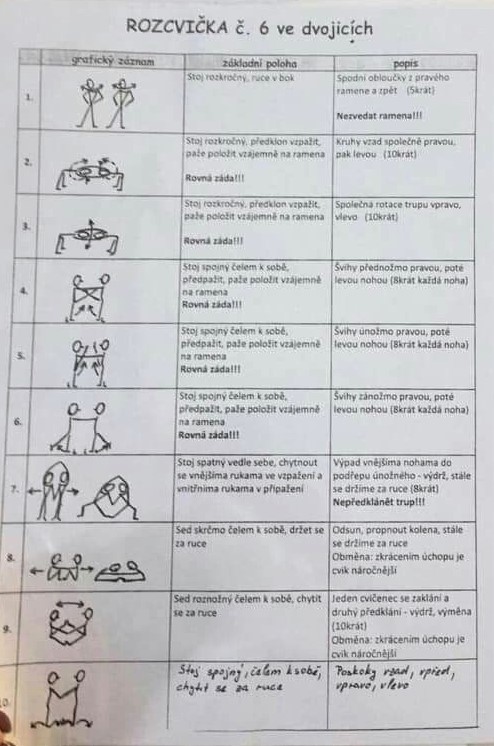 ROZCVIČKA č. 6 ve dvojicích
grafický záznam
základní poloha
popis
1.
Stoj rozkročný, ruce v bok
Spodní obloučky z pravého
ramene a zpět (5krát)
Nezvedat ramena!!!
2.
Stoj rozkročný, předklon vzpažit,
paže položit vzájemně na ramena
Rovná záda!!!
Kruhy vzad společně pravou,
pak levou (10krát)
3.
Stoj rozkročný, předklon vzpažit,
paže položit vzájemně na ramena
Rovná záda!!!
Společná rotace trupu vpravo,
vlevo (10krát)
4.
Stoj spojný čelem k sobě,
předpažit, paže položit vzájemně
na ramena
Rovná záda!!!
Švihy přednožmo pravou, poté
levou nohou (8krát každá noha)
5.
Stoj spojný čelem k sobě,
předpažit, paže položit vzájemně
na ramena
Rovná záda!!!
Švihy únožmo pravou, poté
levou nohou (8krát každá noha)
6.
Stoj spojný čelem k sobě,
předpažit, paže položit vzájemně
na ramena
Rovná záda!!!
Švihy zánožmo pravou, poté
levou nohou (8krát každá noha)
7.
Stoj spatný vedle sebe, chytnout
se vnějšíma rukama ve vzpažení a
vnitřníma rukama v připažení
Výpad vnějšíma nohama do
podřepu únožného - výdrž, stále
se držíme za ruce (8krát)
Nepředklánět trup!!!
8.
Sed skrčmo čelem k sobě, držet se
za ruce
Odsun, propnout kolena, stále
se držíme za ruce
Obměna: zkrácením úchopu je
cvik náročnější
9.
Sed roznožný čelem k sobě, chytit
se za ruce
Jeden cvičenec se zaklání a
druhý předklání - výdrž, výměna
(10krát)
Obměna: zkrácením úchopu je
cvik náročnější
10.
Stoj spojný, čelem k sobě,
chytit se za ruce
Poskoky vzad, vpřed,
vpravo, vlevo